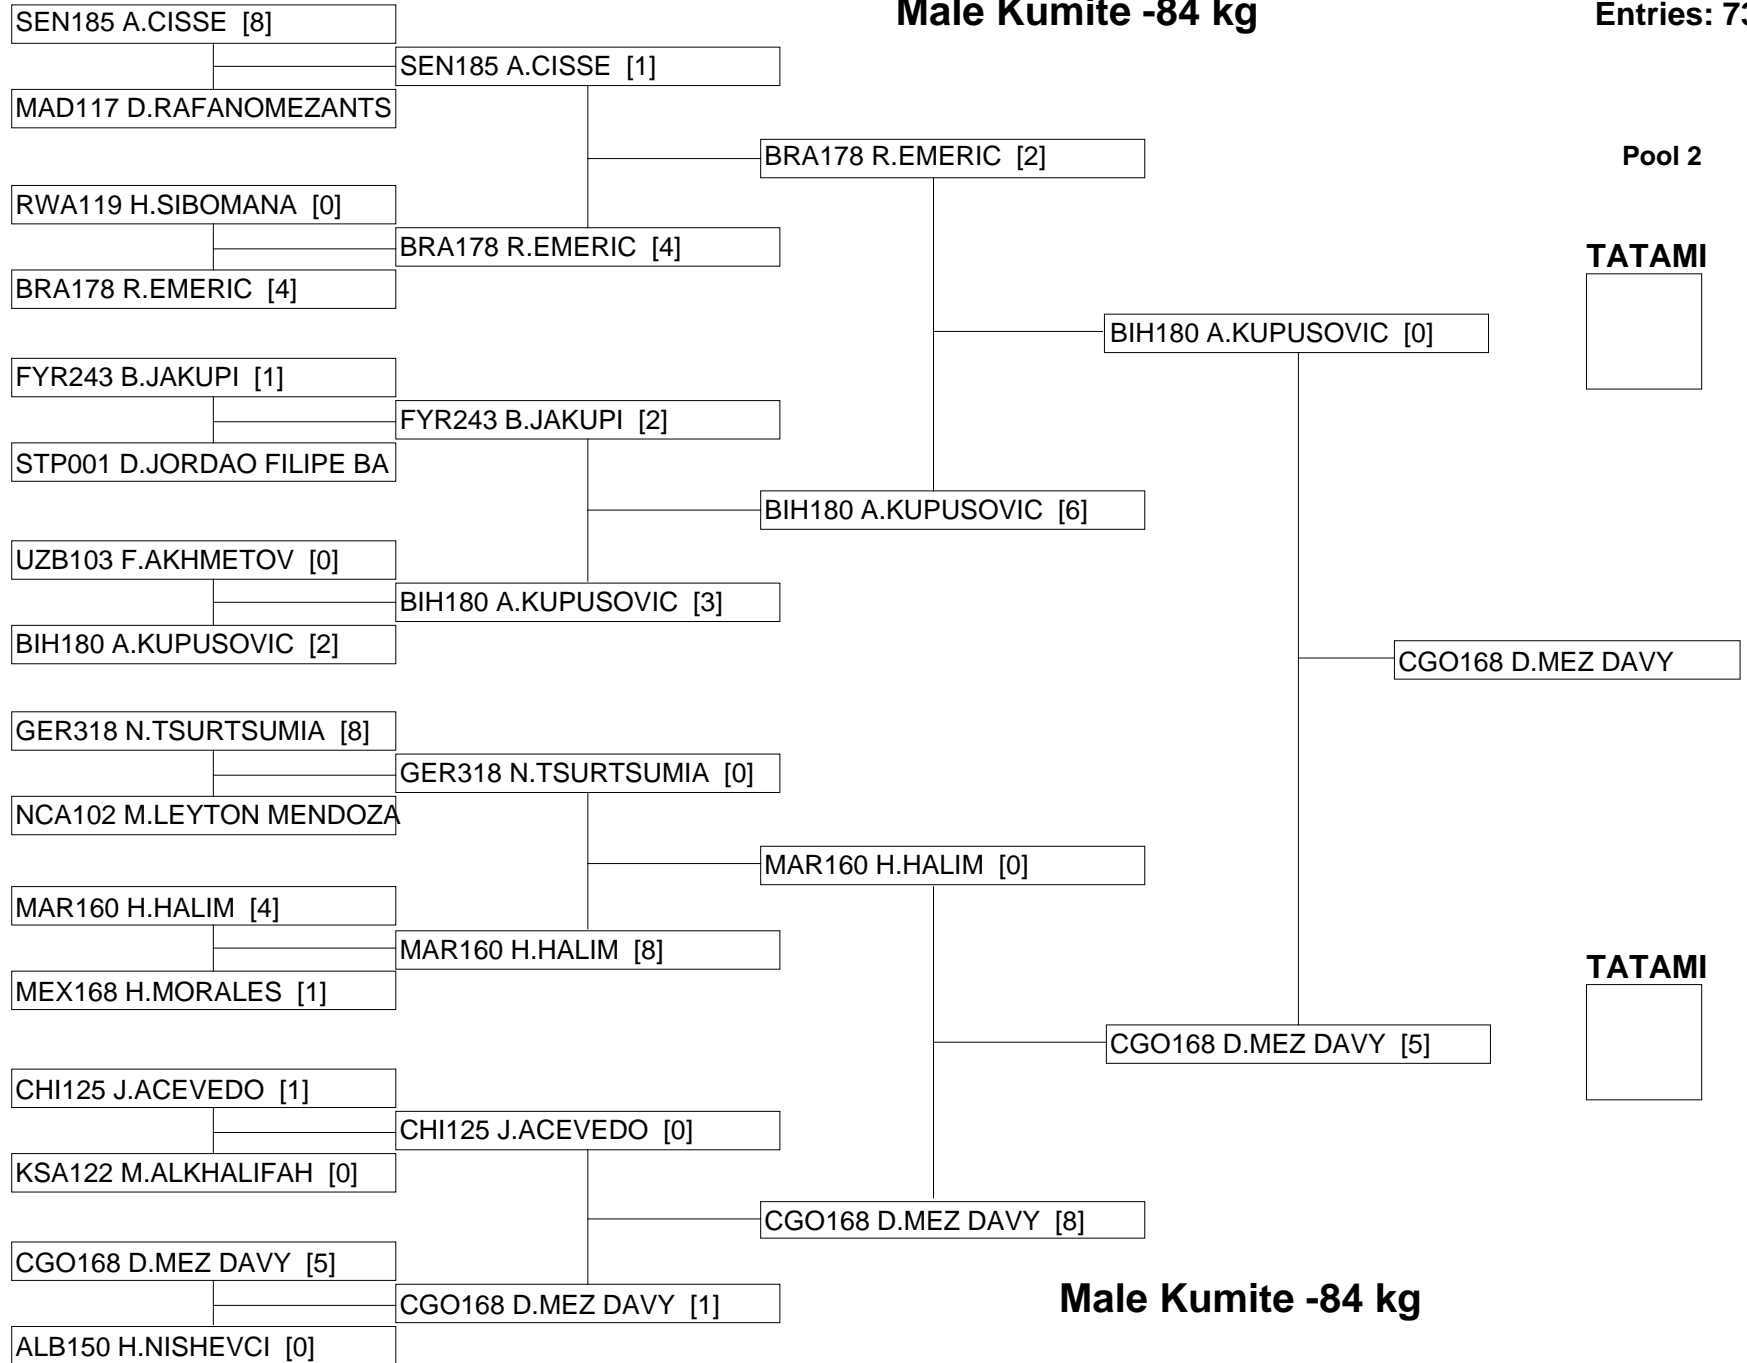 Male Kumite -84 kg
Entries: 73
Pool 2
TATAMI
TATAMI
SEN185 A.CISSE [8]
MAD117 D.RAFANOMEZANTS
RWA119 H.SIBOMANA [0]
BRA178 R.EMERIC [4]
FYR243 B.JAKUPI [1]
STP001 D.JORDAO FILIPE BA
UZB103 F.AKHMETOV [0]
BIH180 A.KUPUSOVIC [2]
GER318 N.TSURTSUMIA [8]
NCA102 M.LEYTON MENDOZA
MAR160 H.HALIM [4]
MEX168 H.MORALES [1]
CHI125 J.ACEVEDO [1]
KSA122 M.ALKHALIFAH [0]
CGO168 D.MEZ DAVY [5]
ALB150 H.NISHEVCI [0]
SEN185 A.CISSE [1]
BRA178 R.EMERIC [4]
FYR243 B.JAKUPI [2]
BIH180 A.KUPUSOVIC [3]
GER318 N.TSURTSUMIA [0]
MAR160 H.HALIM [8]
CHI125 J.ACEVEDO [0]
CGO168 D.MEZ DAVY [1]
BRA178 R.EMERIC [2]
BIH180 A.KUPUSOVIC [6]
MAR160 H.HALIM [0]
CGO168 D.MEZ DAVY [8]
BIH180 A.KUPUSOVIC [0]
CGO168 D.MEZ DAVY [5]
CGO168 D.MEZ DAVY
Male Kumite -84 kg